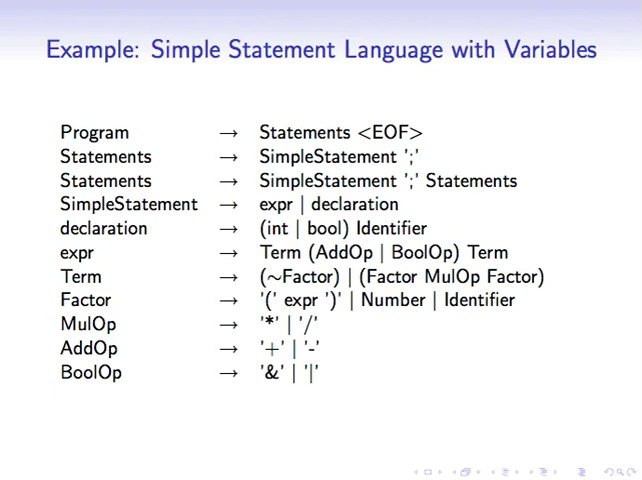 Example: Simple Statement Language with Variables
Program → Statements <EOF>
Statements → SimpleStatement ';'
Statements → SimpleStatement ';' Statements
SimpleStatement → expr | declaration
declaration → (int | bool) Identifier
expr → Term (AddOp | BoolOp) Term
Term → (∼Factor) | (Factor MulOp Factor)
Factor → '(' expr ')' | Number | Identifier
MulOp → '*' | '/'
AddOp → '+' | '-'
BoolOp → '&' | '|'